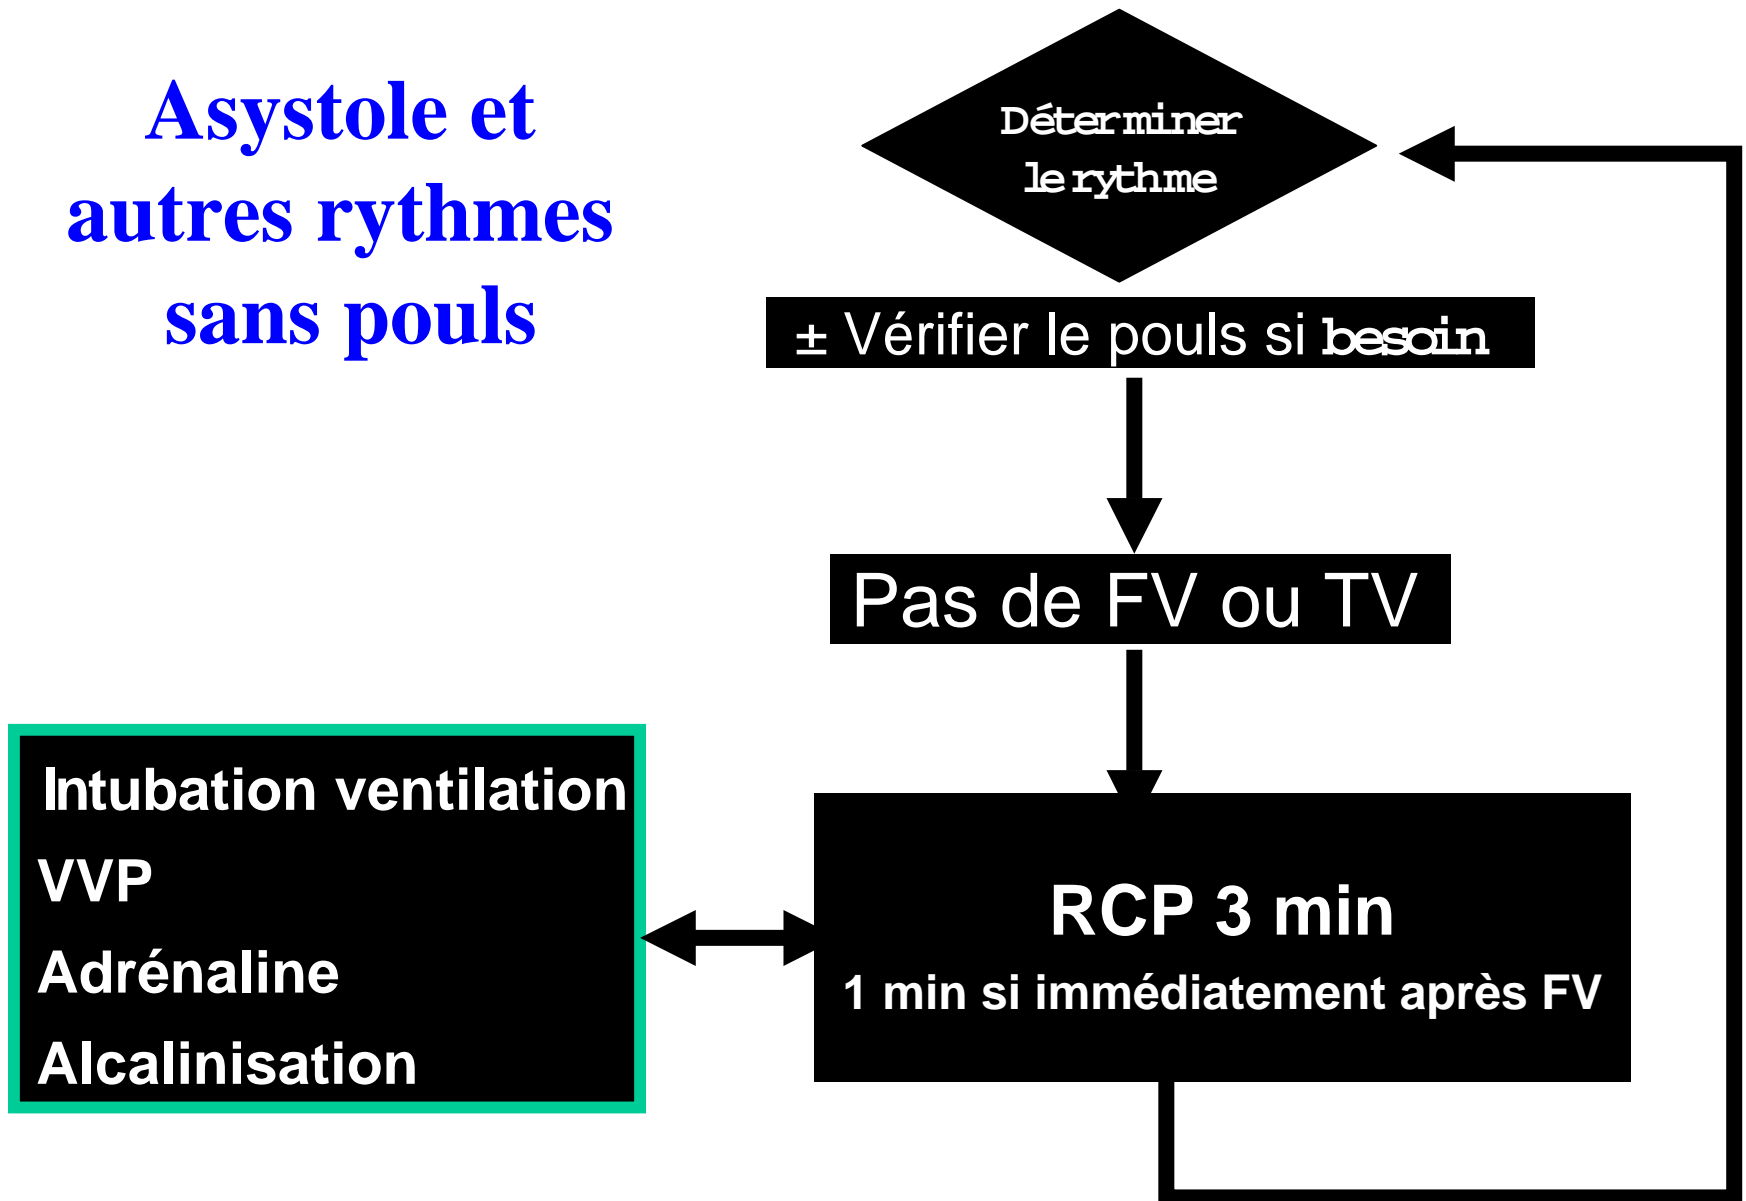 Asystole et
autres rythmes
sans pouls
Déterminer
le rythme
± Vérifier le pouls si besoin
Pas de FV ou TV
Intubation ventilation
VVP
Adrénaline
Alcalinisation
RCP 3 min
1 min si immédiatement après FV